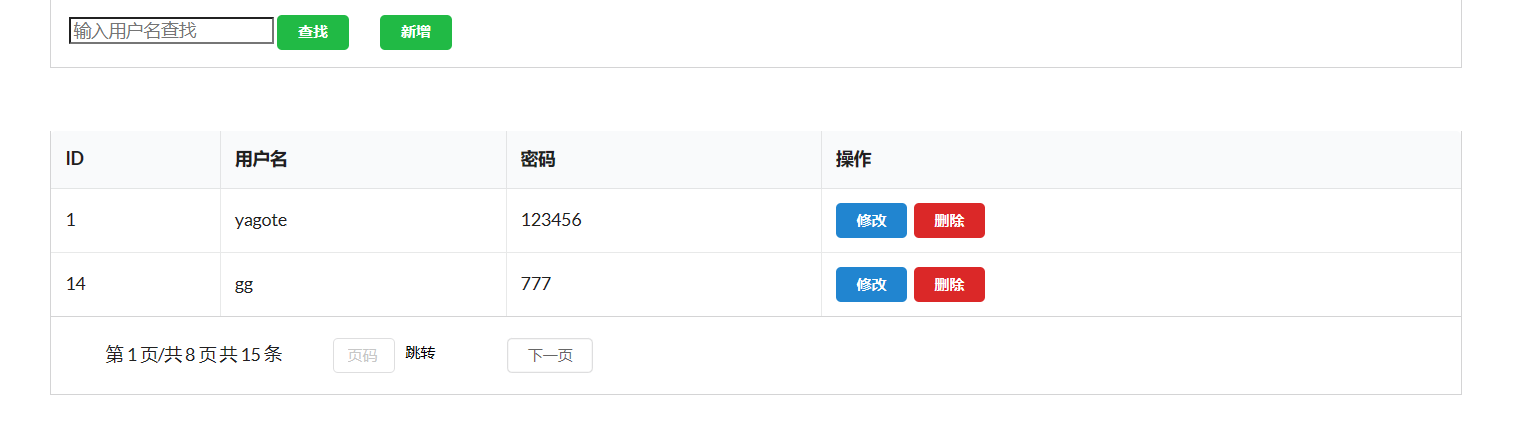 输入用户名查找 查找 新增
ID 用户名 密码 操作
1 yagote 123456 修改 删除
14 gg 777 修改 删除
第 1 页/共 8 页 共 15 条 页码 跳转 下一页